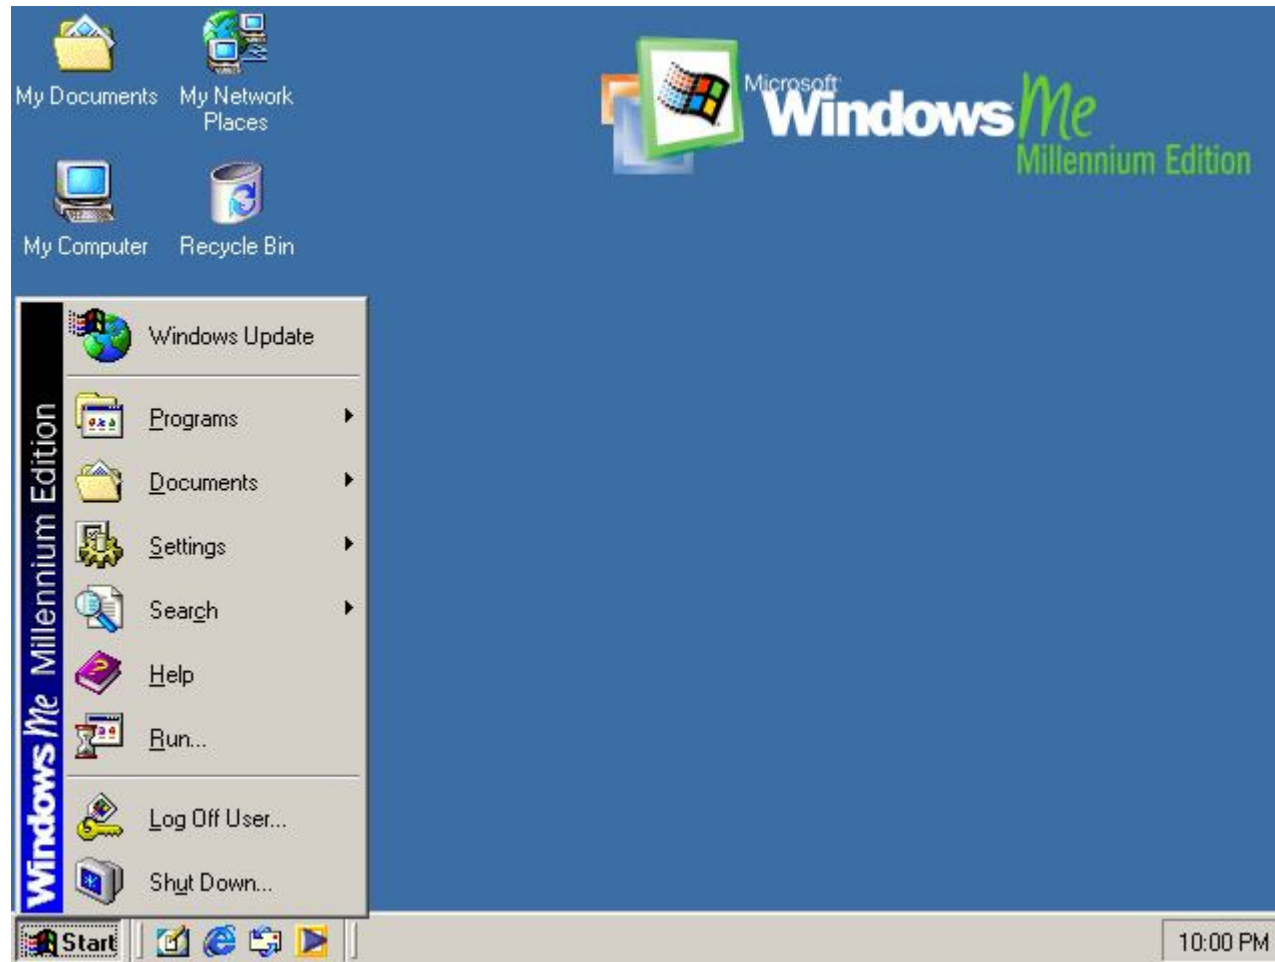 My Documents
My Network
Places
My Computer
Recycle Bin
Microsoft
Windows Me
Millennium Edition
Windows Me Millennium Edition
Windows Update
Programs
Documents
Settings
Search
Help
Run...
Log Off User...
Shut Down...
Start
10:00 PM